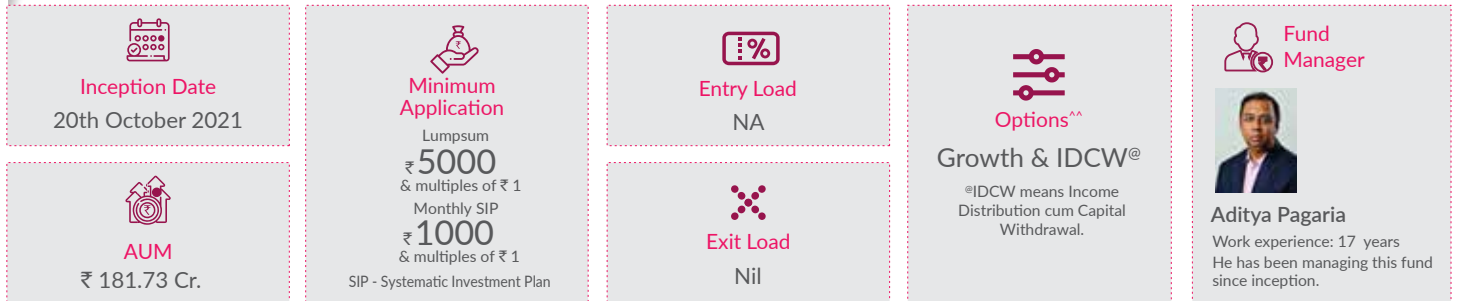 Inception Date
20th October 2021
AUM
₹ 181.73 Cr.
Minimum
Application
Lumpsum
₹ 5000
& multiples of ₹ 1
Monthly SIP
₹ 1000
& multiples of ₹ 1
SIP - Systematic Investment Plan
Entry Load
NA
Exit Load
Nil
Options^^
Growth & IDCW@
@IDCW means Income
Distribution cum Capital
Withdrawal.
Fund
Manager
Aditya Pagaria
Work experience: 17 years
He has been managing this fund
since inception.